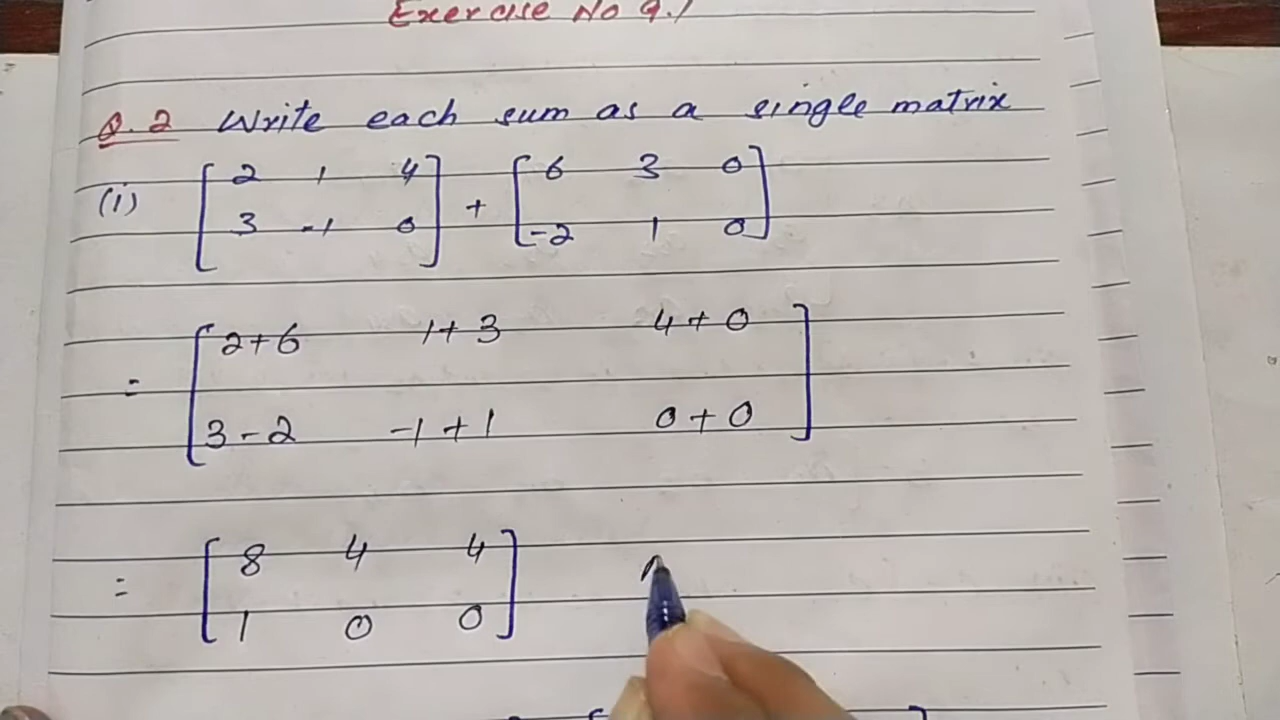 Exercise No 9.1
Q.2 Write each sum as a single matrix
(i) [ 2 1 4 ] + [ 6 3 0 ]
[ 3 -1 0 ] [ -2 1 0 ]
= [ 2+6 1+3 4+0 ]
[ 3-2 -1+1 0+0 ]
= [ 8 4 4 ]
[ 1 0 0 ]